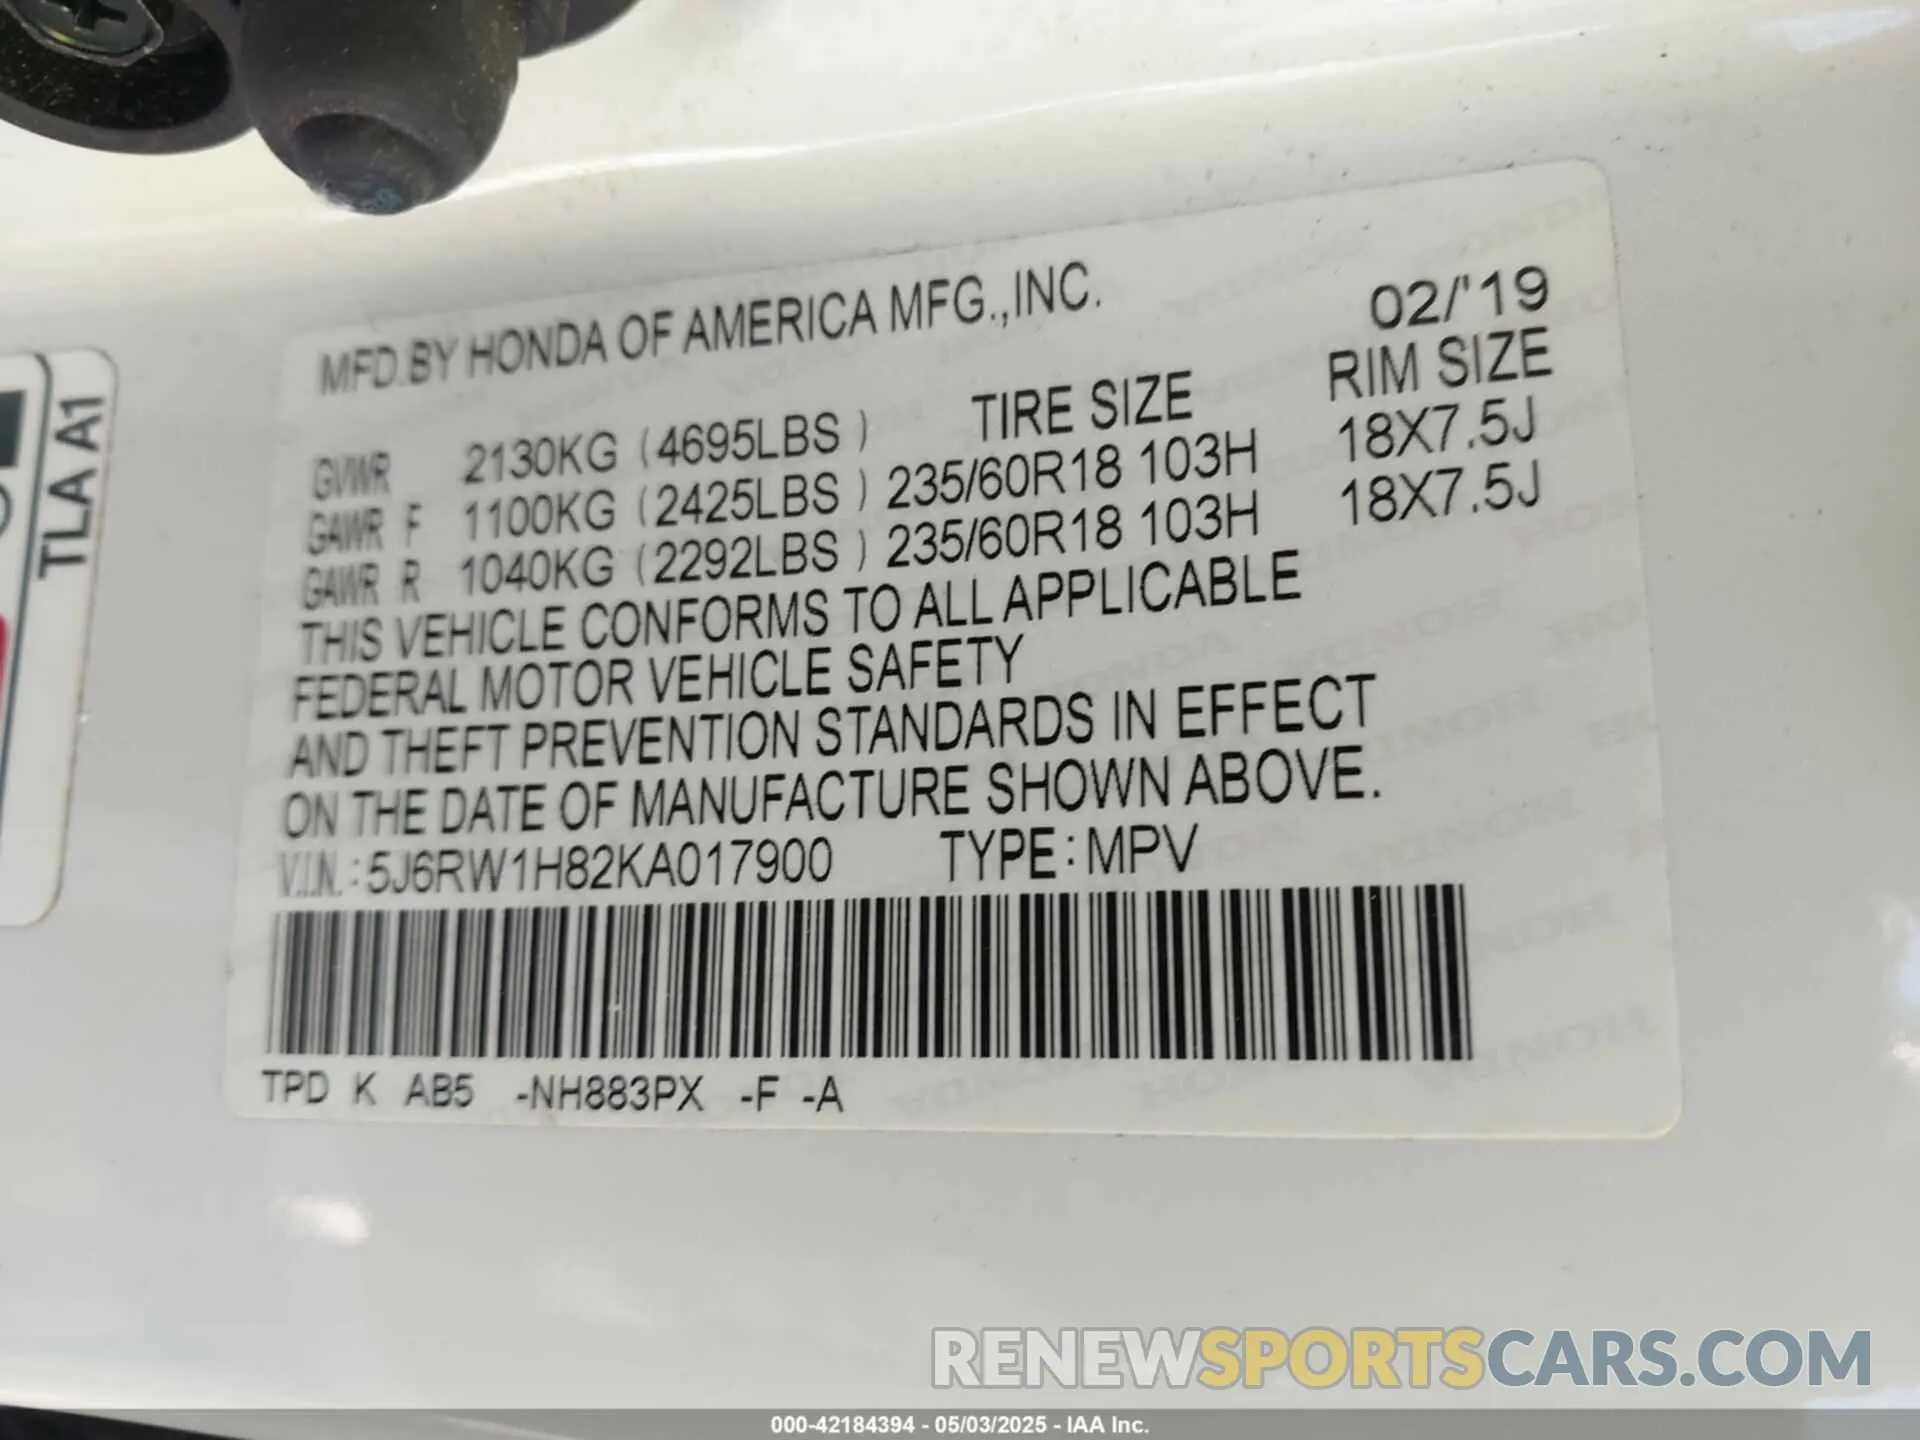 MFD. BY HONDA OF AMERICA MFG.,INC. 02/'19
TIRE SIZE RIM SIZE
GVWR 2130KG (4695LBS )
GAWR F 1100KG (2425LBS ) 235/60R18 103H 18X7.5J
GAWR R 1040KG (2292LBS ) 235/60R18 103H 18X7.5J
THIS VEHICLE CONFORMS TO ALL APPLICABLE
FEDERAL MOTOR VEHICLE SAFETY
AND THEFT PREVENTION STANDARDS IN EFFECT
ON THE DATE OF MANUFACTURE SHOWN ABOVE.
V.I.N.: 5J6RW1H82KA017900 TYPE: MPV
TPD K AB5 -NH883PX -F -A
TLA A1
HONDA
RENEWSPORTSCARS.COM
000-42184394 - 05/03/2025 - IAA Inc.